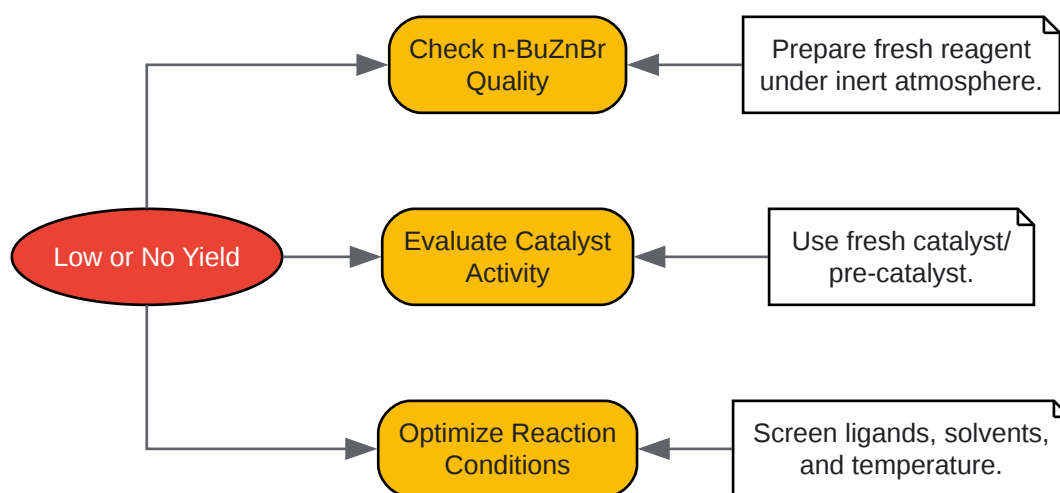 Check n-BuZnBr
Quality
Prepare fresh reagent
under inert atmosphere.
Low or No Yield
Evaluate Catalyst
Activity
Use fresh catalyst/
pre-catalyst.
Optimize Reaction
Conditions
Screen ligands, solvents,
and temperature.